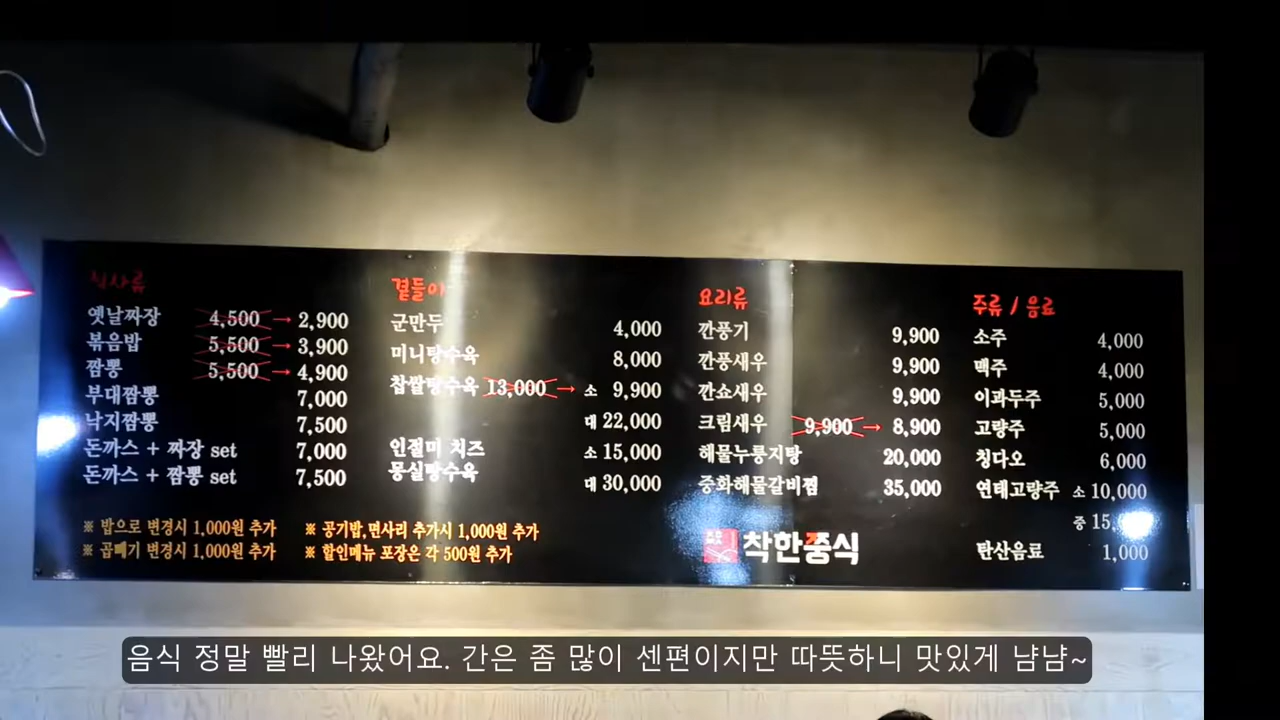 식사류
옛날짜장 4,500 → 2,900
볶음밥 5,500 → 3,900
짬뽕 5,500 → 4,900
부대짬뽕 7,000
낙지짬뽕 7,500
돈까스 + 짜장 set 7,000
돈까스 + 짬뽕 set 7,500
곁들이
군만두 4,000
미니탕수육 8,000
찹쌀탕수육 13,000 → 소 9,900
대 22,000
인절미 치즈 소 15,000
몽실탕수육 대 30,000
요리류
깐풍기 9,900
깐풍새우 9,900
깐쇼새우 9,900
크림새우 9,900 → 8,900
해물누룽지탕 20,000
중화해물갈비찜 35,000
주류 / 음료
소주 4,000
맥주 4,000
이과두주 5,000
고량주 5,000
칭다오 6,000
연태고량주 소 10,000
중
탄산음료 1,000
※ 밥으로 변경시 1,000원 추가
※ 곱빼기 변경시 1,000원 추가
※ 공기밥,면사리 추가시 1,000원 추가
※ 할인메뉴 포장은 각 500원 추가
착한중식
음식 정말 빨리 나왔어요. 간은 좀 많이 센편이지만 따뜻하니 맛있게 냠냠~